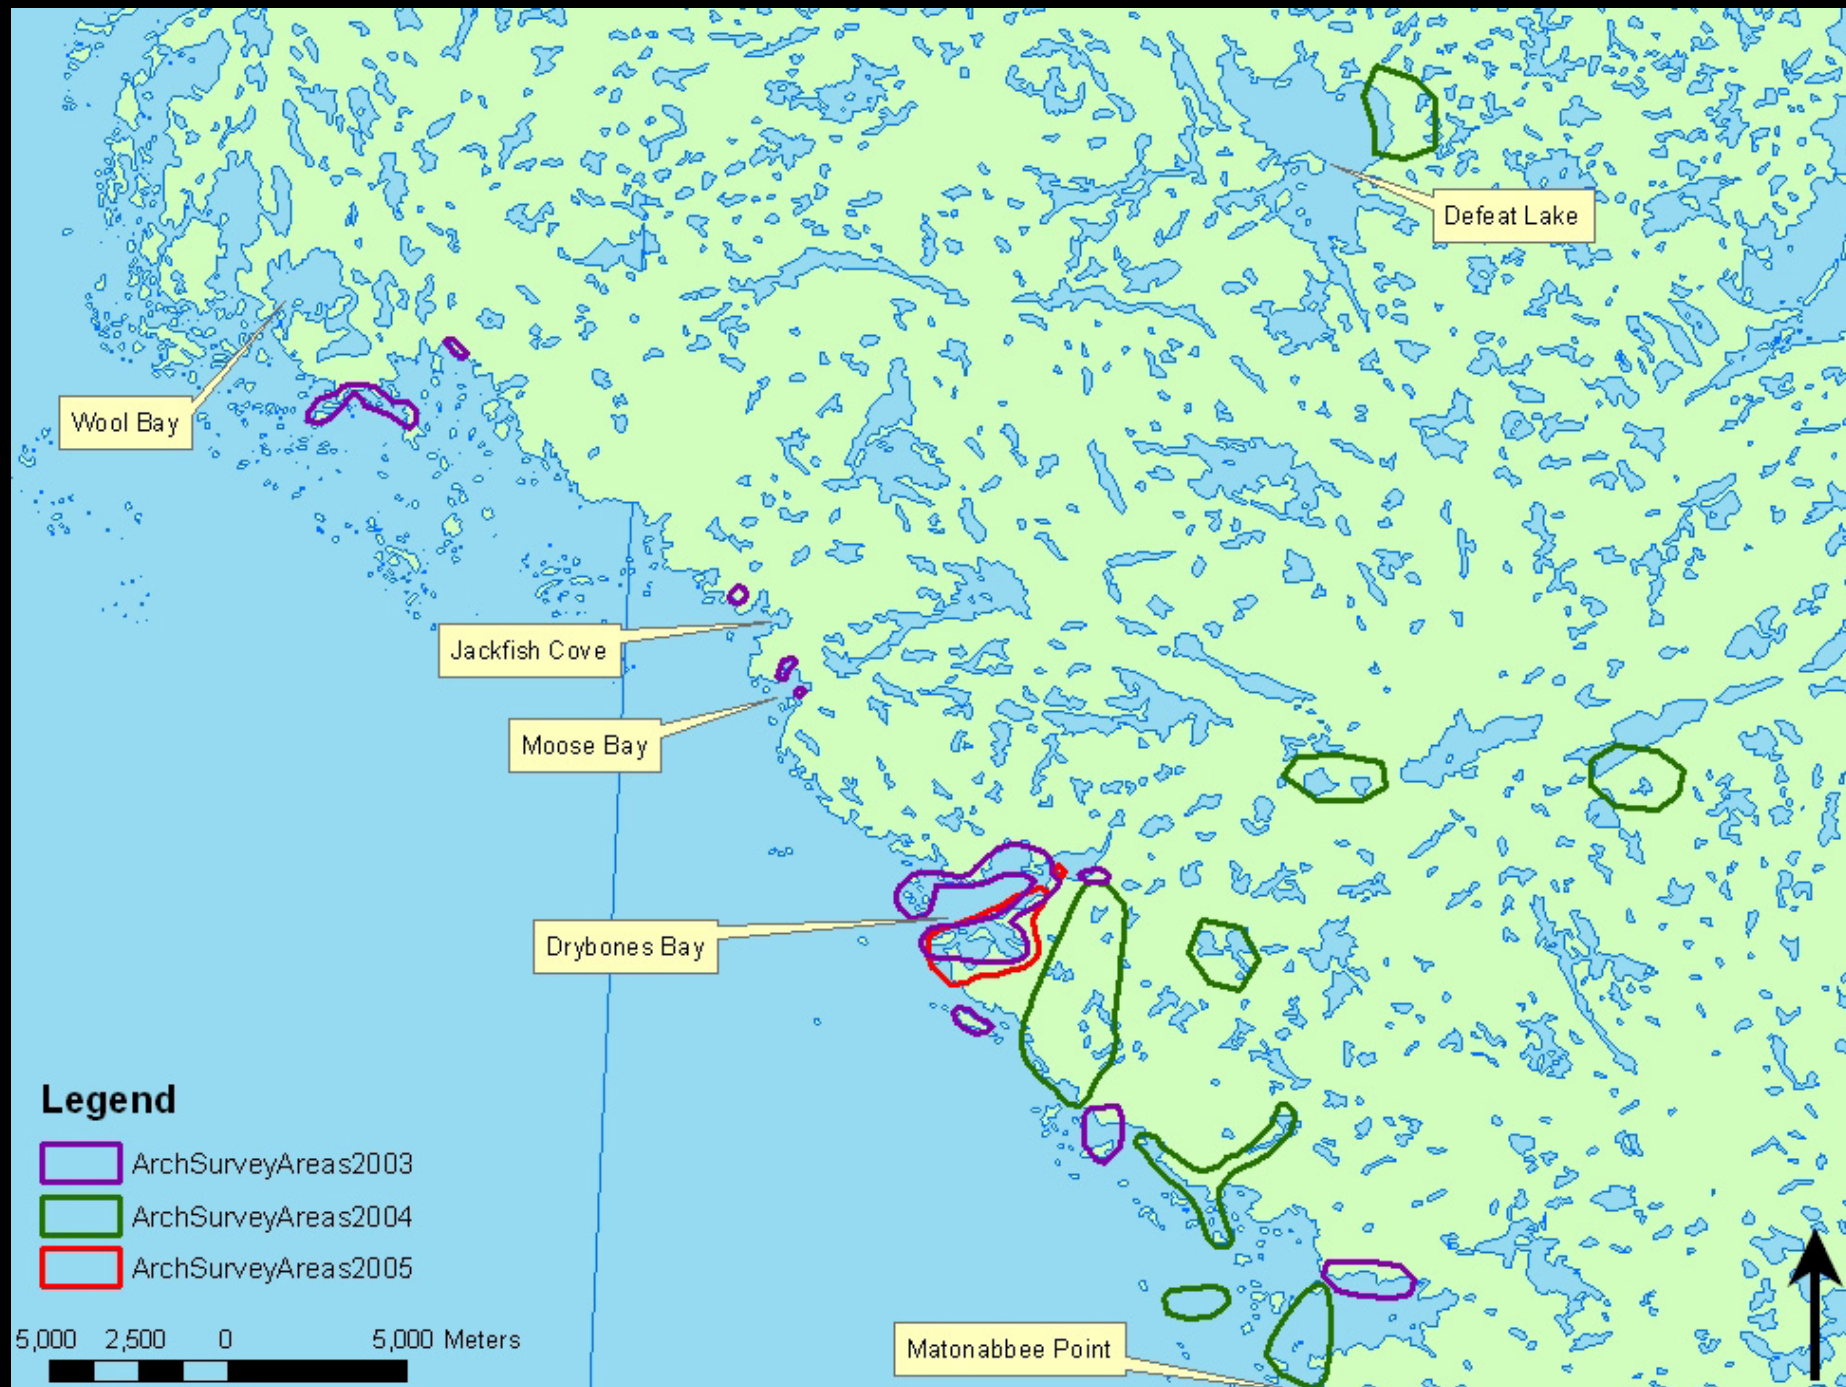 Defeat Lake
Wool Bay
Jackfish Cove
Moose Bay
Drybones Bay
Legend
ArchSurveyAreas2003
ArchSurveyAreas2004
ArchSurveyAreas2005
5,000 2,500 0 5,000 Meters
Matonabbee Point